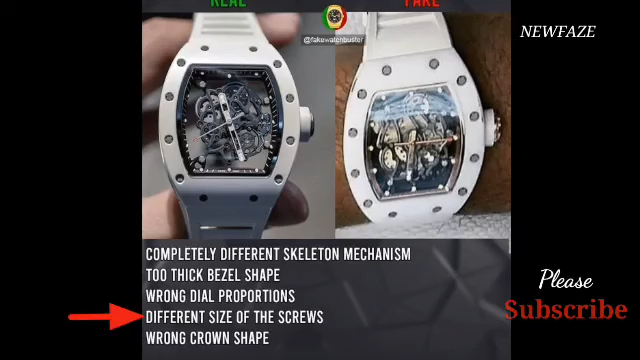 REAL
FAKE
NEWFAZE
@fakewatchbuster
COMPLETELY DIFFERENT SKELETON MECHANISM
TOO THICK BEZEL SHAPE
WRONG DIAL PROPORTIONS
DIFFERENT SIZE OF THE SCREWS
WRONG CROWN SHAPE
Please
Subscribe